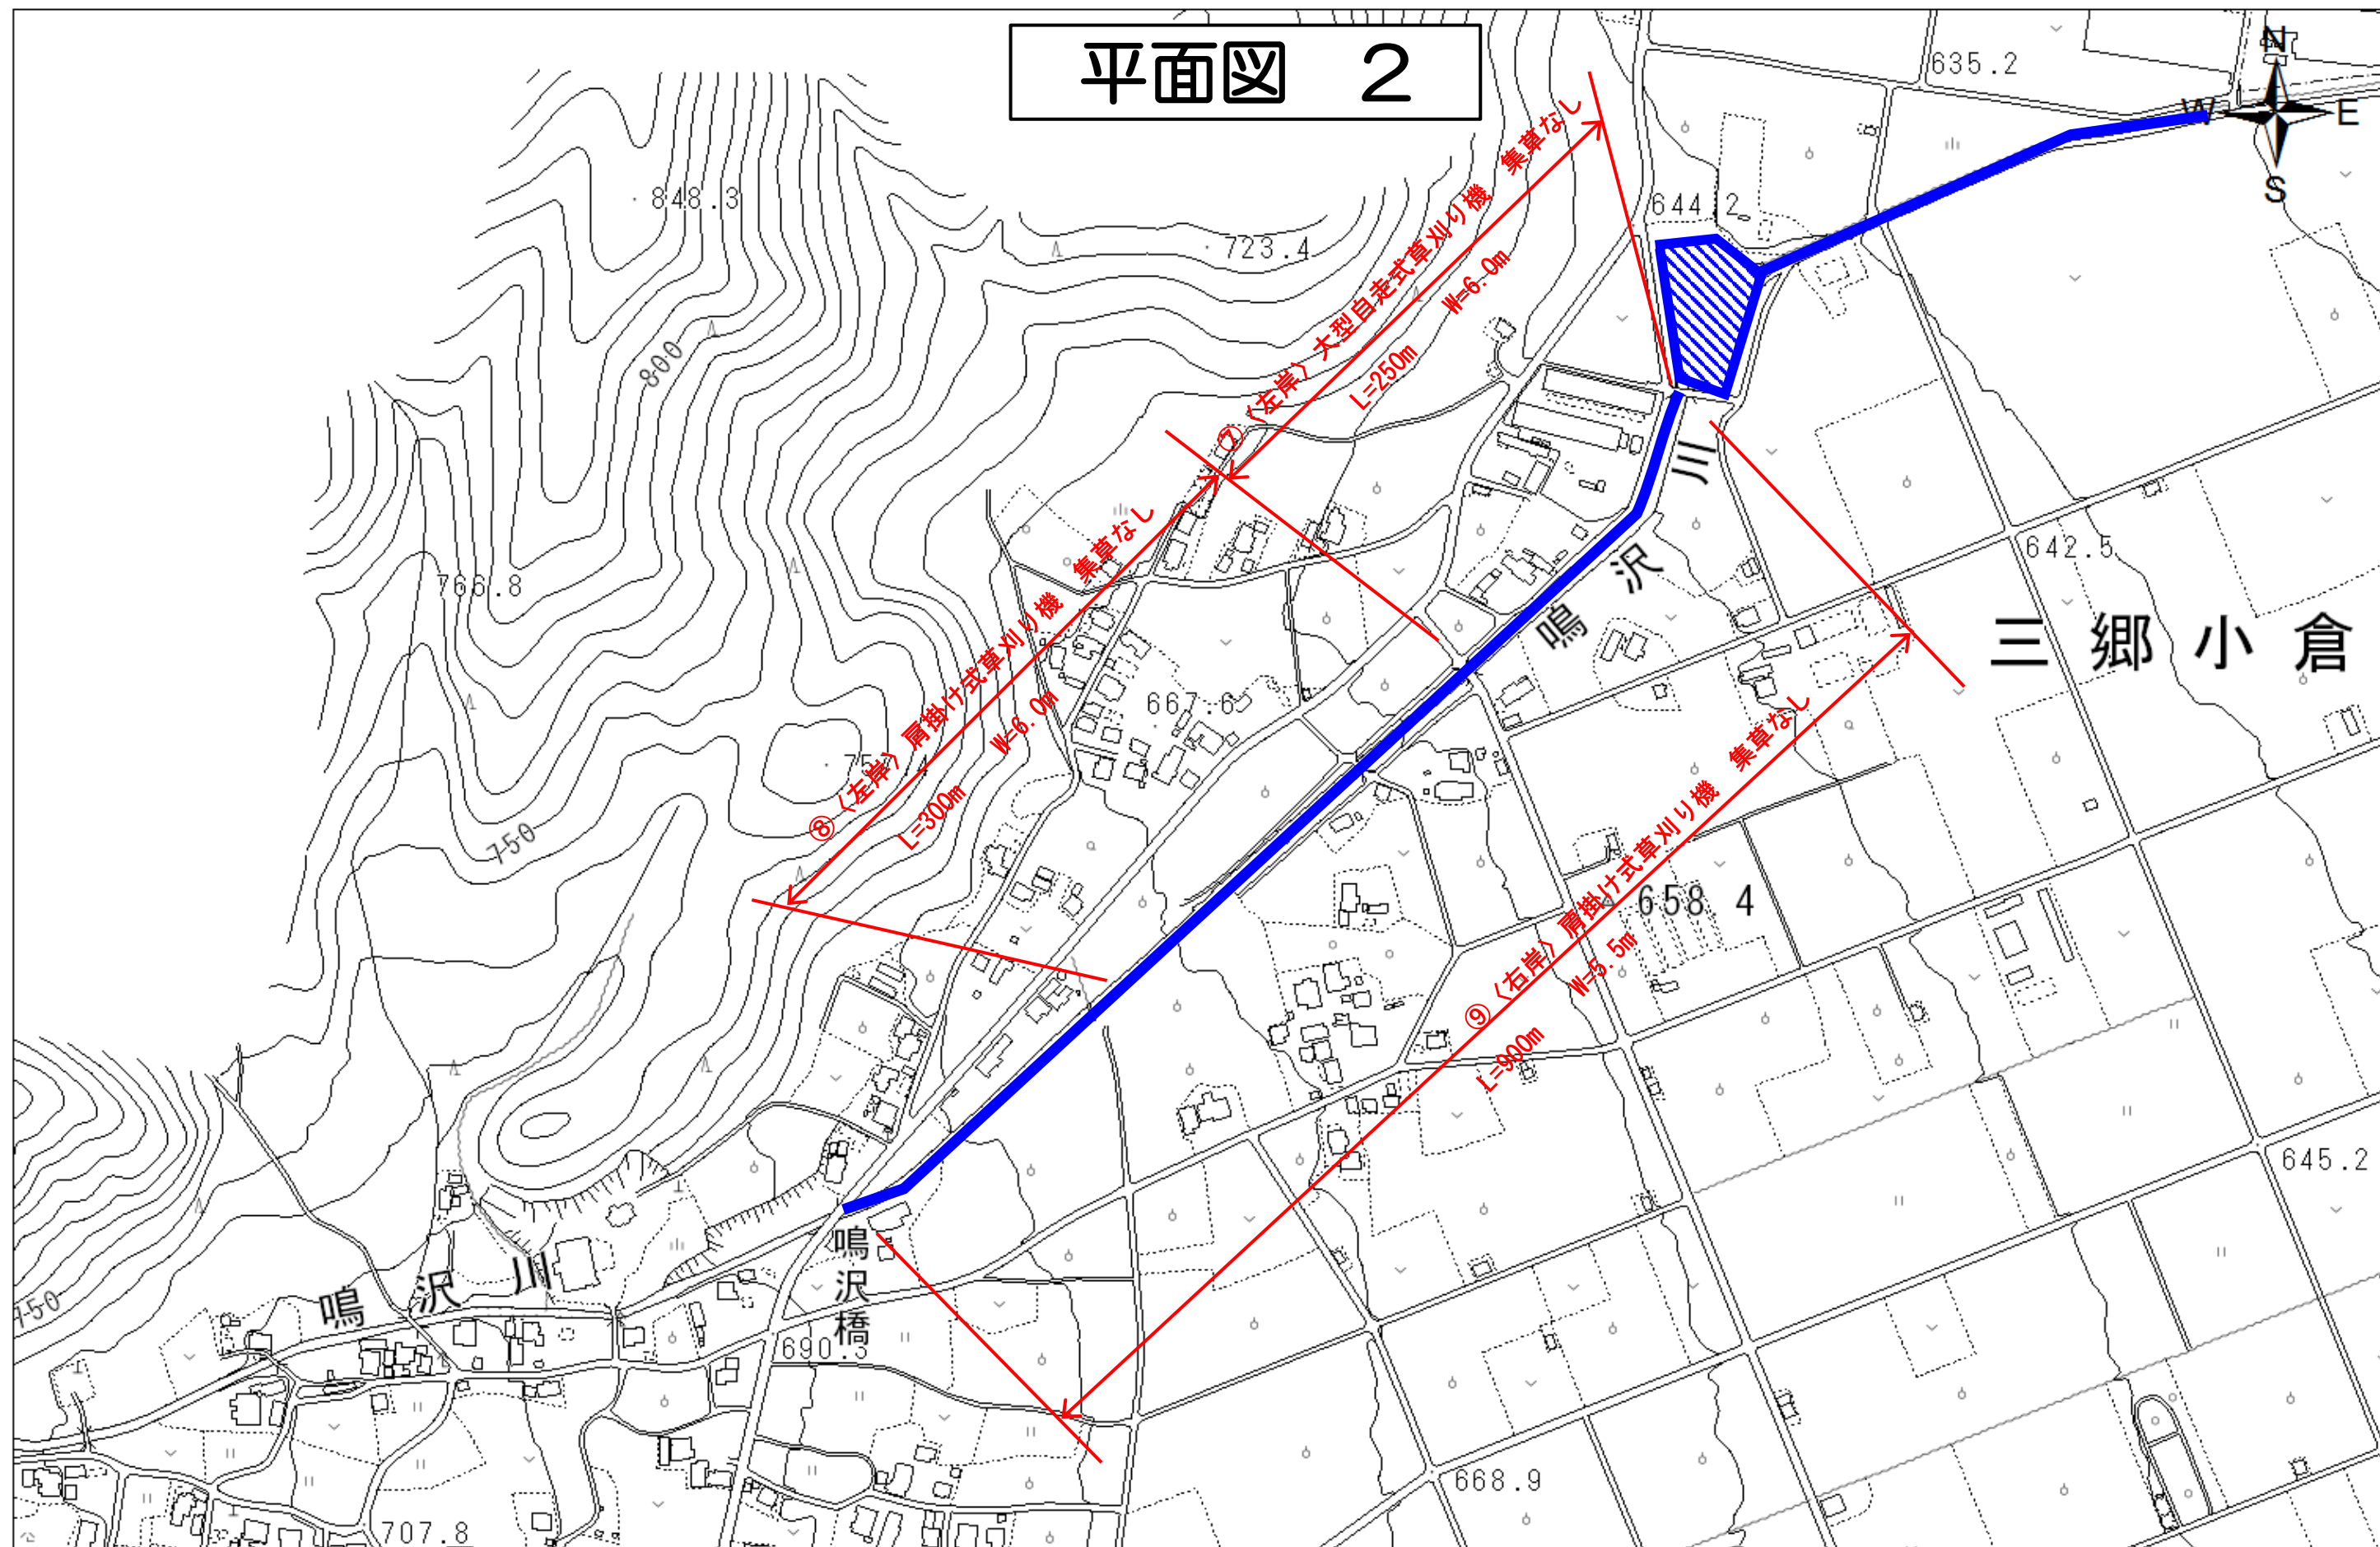 平面図　２
N
W
E
S
635.2
848.3
644.2
723.4
⑦〈左岸〉大型自走式草刈り機　集草なし
L=250m　W=6.0m
800
川
沢
鳴
642.5
766.8
三郷小倉
⑧〈左岸〉肩掛け式草刈り機　集草なし
L=300m　W=6.0m
667.6
750
658.4
⑨〈右岸〉肩掛け式草刈り機　集草なし
L=900m　W=5.5m
645.2
鳴沢川
鳴沢橋
750
690.3
668.9
707.8